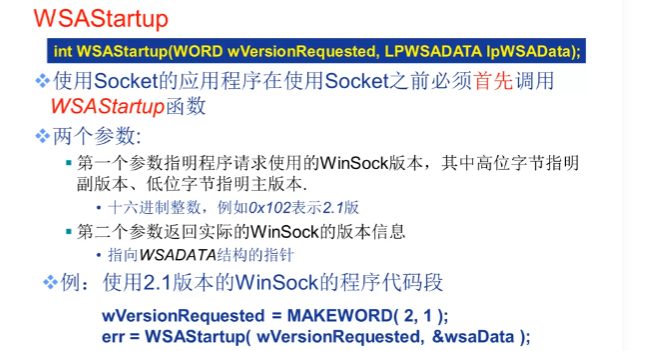 WSAStartup
int WSAStartup(WORD wVersionRequested, LPWSADATA lpWSAData);
❖使用Socket的应用程序在使用Socket之前必须首先调用
WSAStartup函数
❖两个参数:
▪第一个参数指明程序请求使用的WinSock版本，其中高位字节指明
副版本、低位字节指明主版本.
•十六进制整数，例如0x102表示2.1版
▪第二个参数返回实际的WinSock的版本信息
•指向WSADATA结构的指针
❖例：使用2.1版本的WinSock的程序代码段
wVersionRequested = MAKEWORD( 2, 1 );
err = WSAStartup( wVersionRequested, &wsaData );